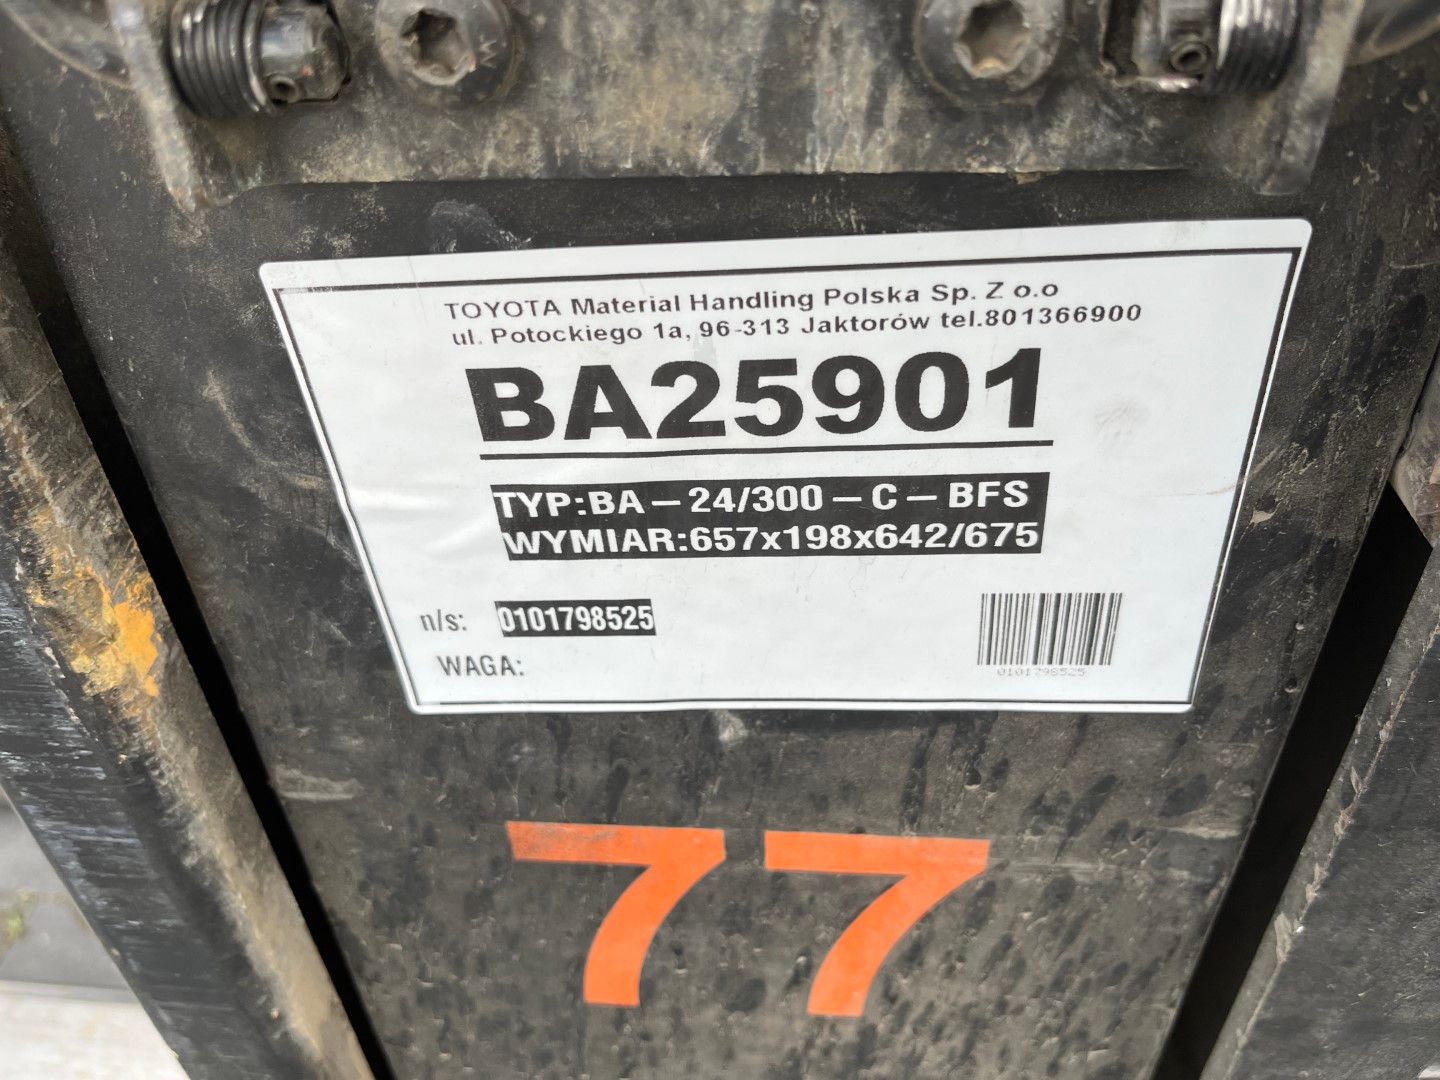 TOYOTA Material Handling Polska Sp. Z o.o
ul. Potockiego 1a, 96-313 Jaktorów tel.801366900
BA25901
TYP:BA – 24/300 – C – BFS
WYMIAR:657x198x642/675
n/s: 0101798525
0101798525
WAGA:
77